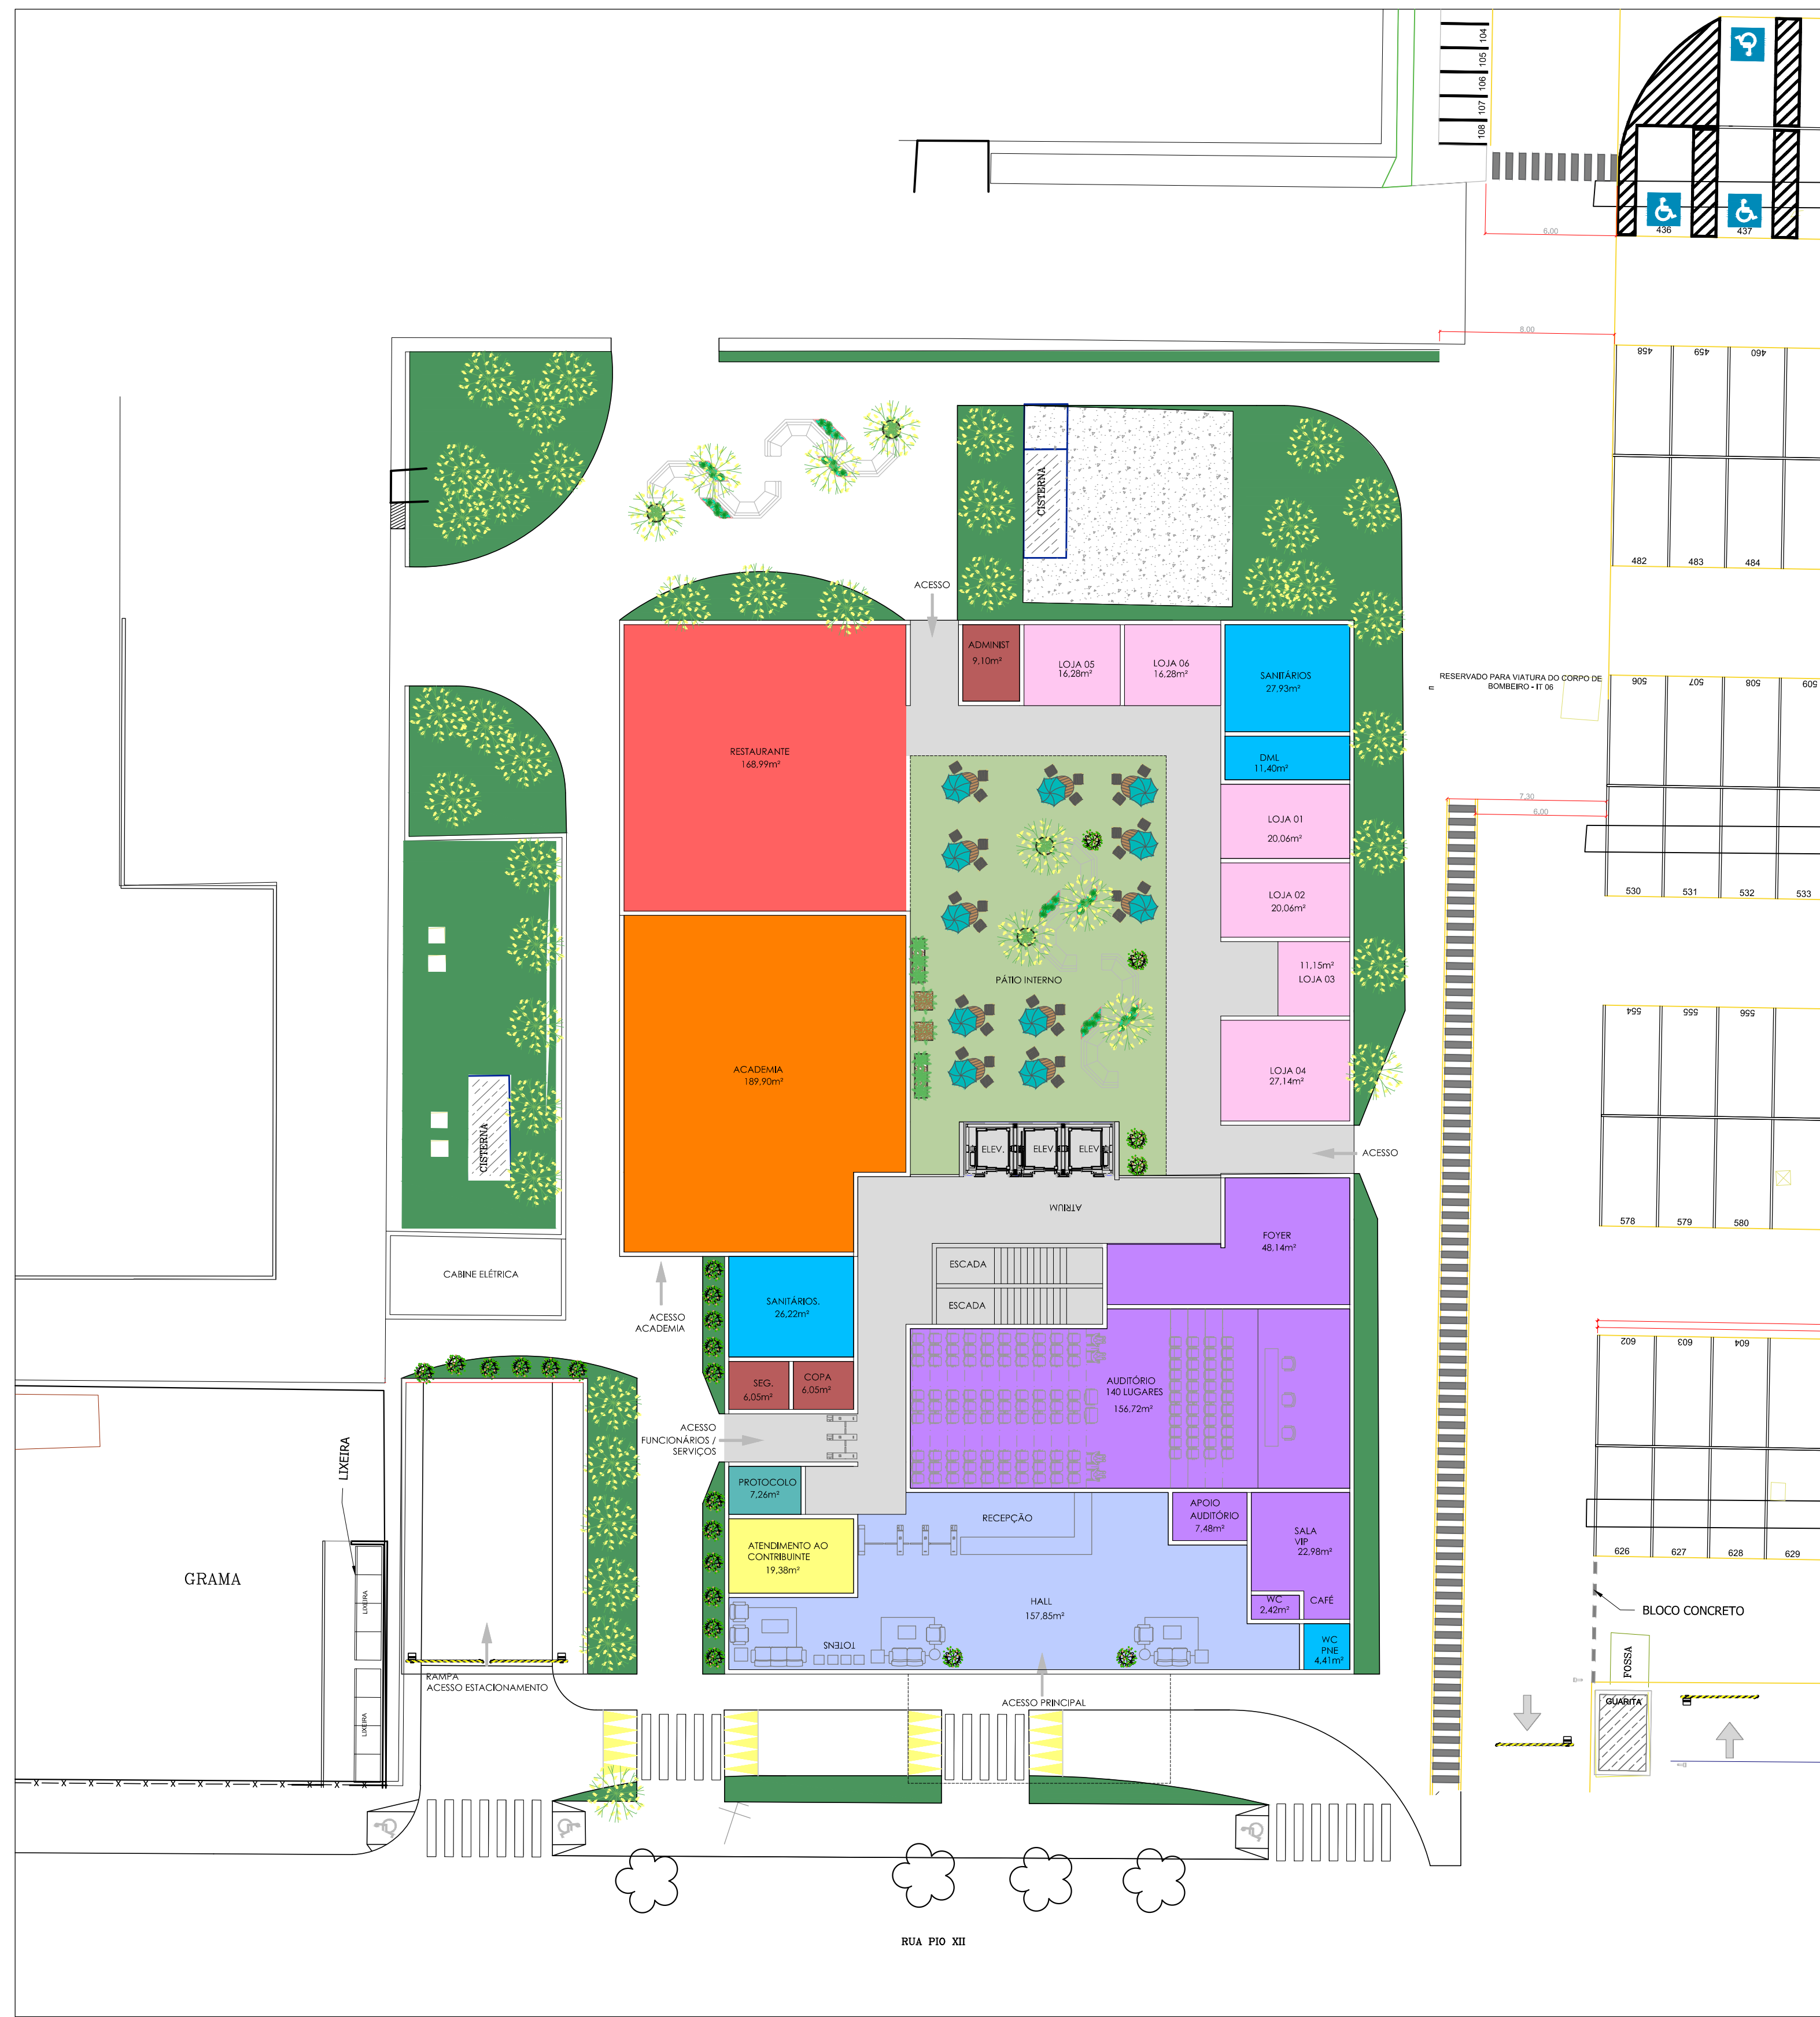 104
105
106
107
108
436
437
6,00
8,00
458
459
460
482
483
484
CISTERNA
ACESSO
ADMINIST
9,10m²
LOJA 05
16,28m²
LOJA 06
16,28m²
SANITÁRIOS
27,93m²
RESERVADO PARA VIATURA DO CORPO DE
BOMBEIRO - IT 06
506
507
508
509
RESTAURANTE
168,99m²
DML
11,40m²
7,30
6,00
LOJA 01
20,06m²
LOJA 02
20,06m²
530
531
532
533
11,15m²
LOJA 03
PÁTIO INTERNO
554
555
556
ACADEMIA
189,90m²
LOJA 04
27,14m²
CISTERNA
ELEV.
ELEV.
ELEV.
ACESSO
ATRIUM
578
579
580
FOYER
48,14m²
CABINE ELÉTRICA
ESCADA
ESCADA
SANITÁRIOS.
26,22m²
ACESSO
ACADEMIA
602
603
604
SEG.
6,05m²
COPA
6,05m²
AUDITÓRIO
140 LUGARES
156,72m²
ACESSO
FUNCIONÁRIOS /
SERVIÇOS
LIXEIRA
PROTOCOLO
7,26m²
RECEPÇÃO
APOIO
AUDITÓRIO
7,48m²
SALA
VIP
22,98m²
626
627
628
629
ATENDIMENTO AO
CONTRIBUINTE
19,38m²
GRAMA
LIXEIRA
HALL
157,85m²
WC
2,42m²
CAFÉ
BLOCO CONCRETO
TOTENS
WC
PNE
4,41m²
FOSSA
RAMPA
ACESSO ESTACIONAMENTO
ACESSO PRINCIPAL
GUARITA
LIXEIRA
RUA PIO XII